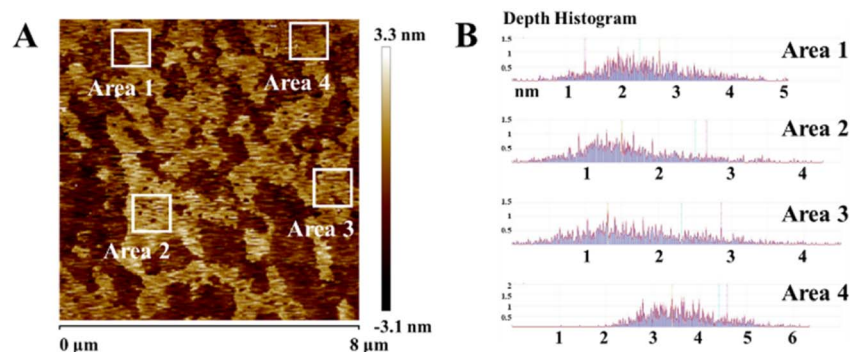 A
3.3 nm
Area 1
Area 4
Area 3
Area 2
-3.1 nm
0 µm 8 µm
B
Depth Histogram
1.5
1
0.5
Area 1
nm 1 2 3 4 5
1.5
1
0.5
Area 2
1 2 3 4
1.5
1
0.5
Area 3
1 2 3 4
2
1.5
1
0.5
Area 4
1 2 3 4 5 6